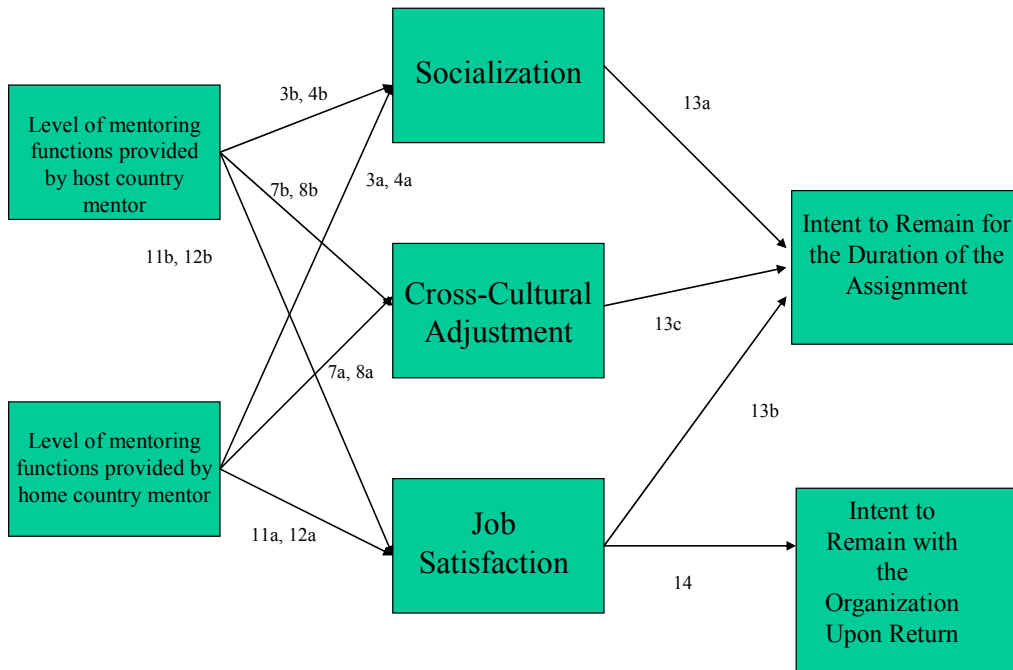 Level of mentoring
functions provided
by host country
mentor
Level of mentoring
functions provided by
home country mentor
3b, 4b
7b, 8b
3a, 4a
11b, 12b
7a, 8a
11a, 12a
Socialization
Cross-Cultural
Adjustment
Job
Satisfaction
13a
13c
13b
14
Intent to Remain for
the Duration of the
Assignment
Intent to
Remain with
the
Organization
Upon Return